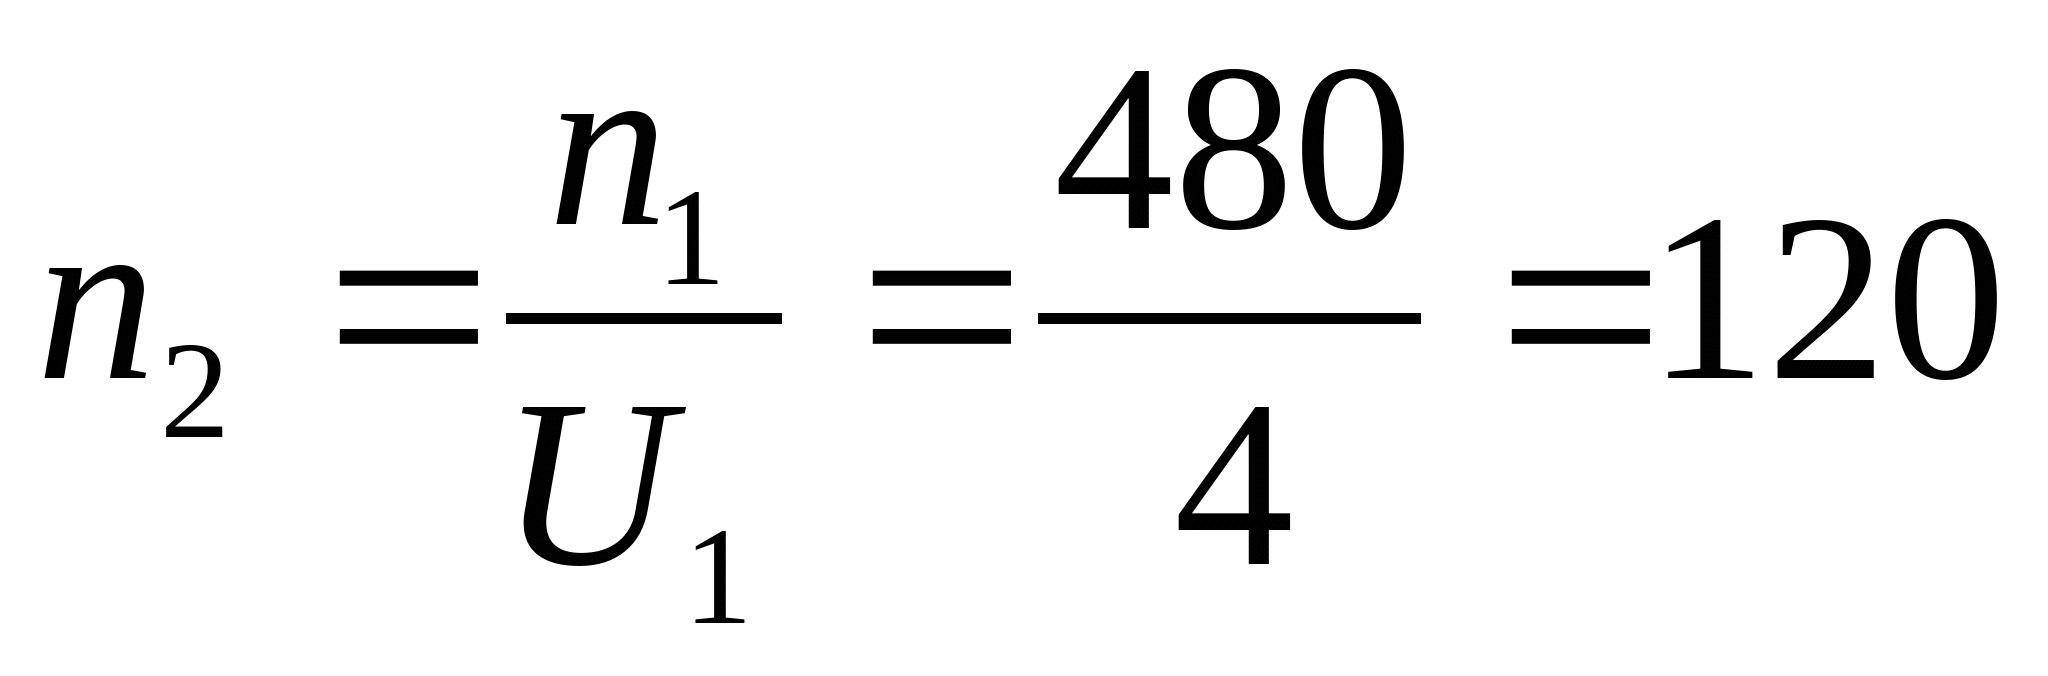 n₂ = n₁/U₁ = 480/4 = 120